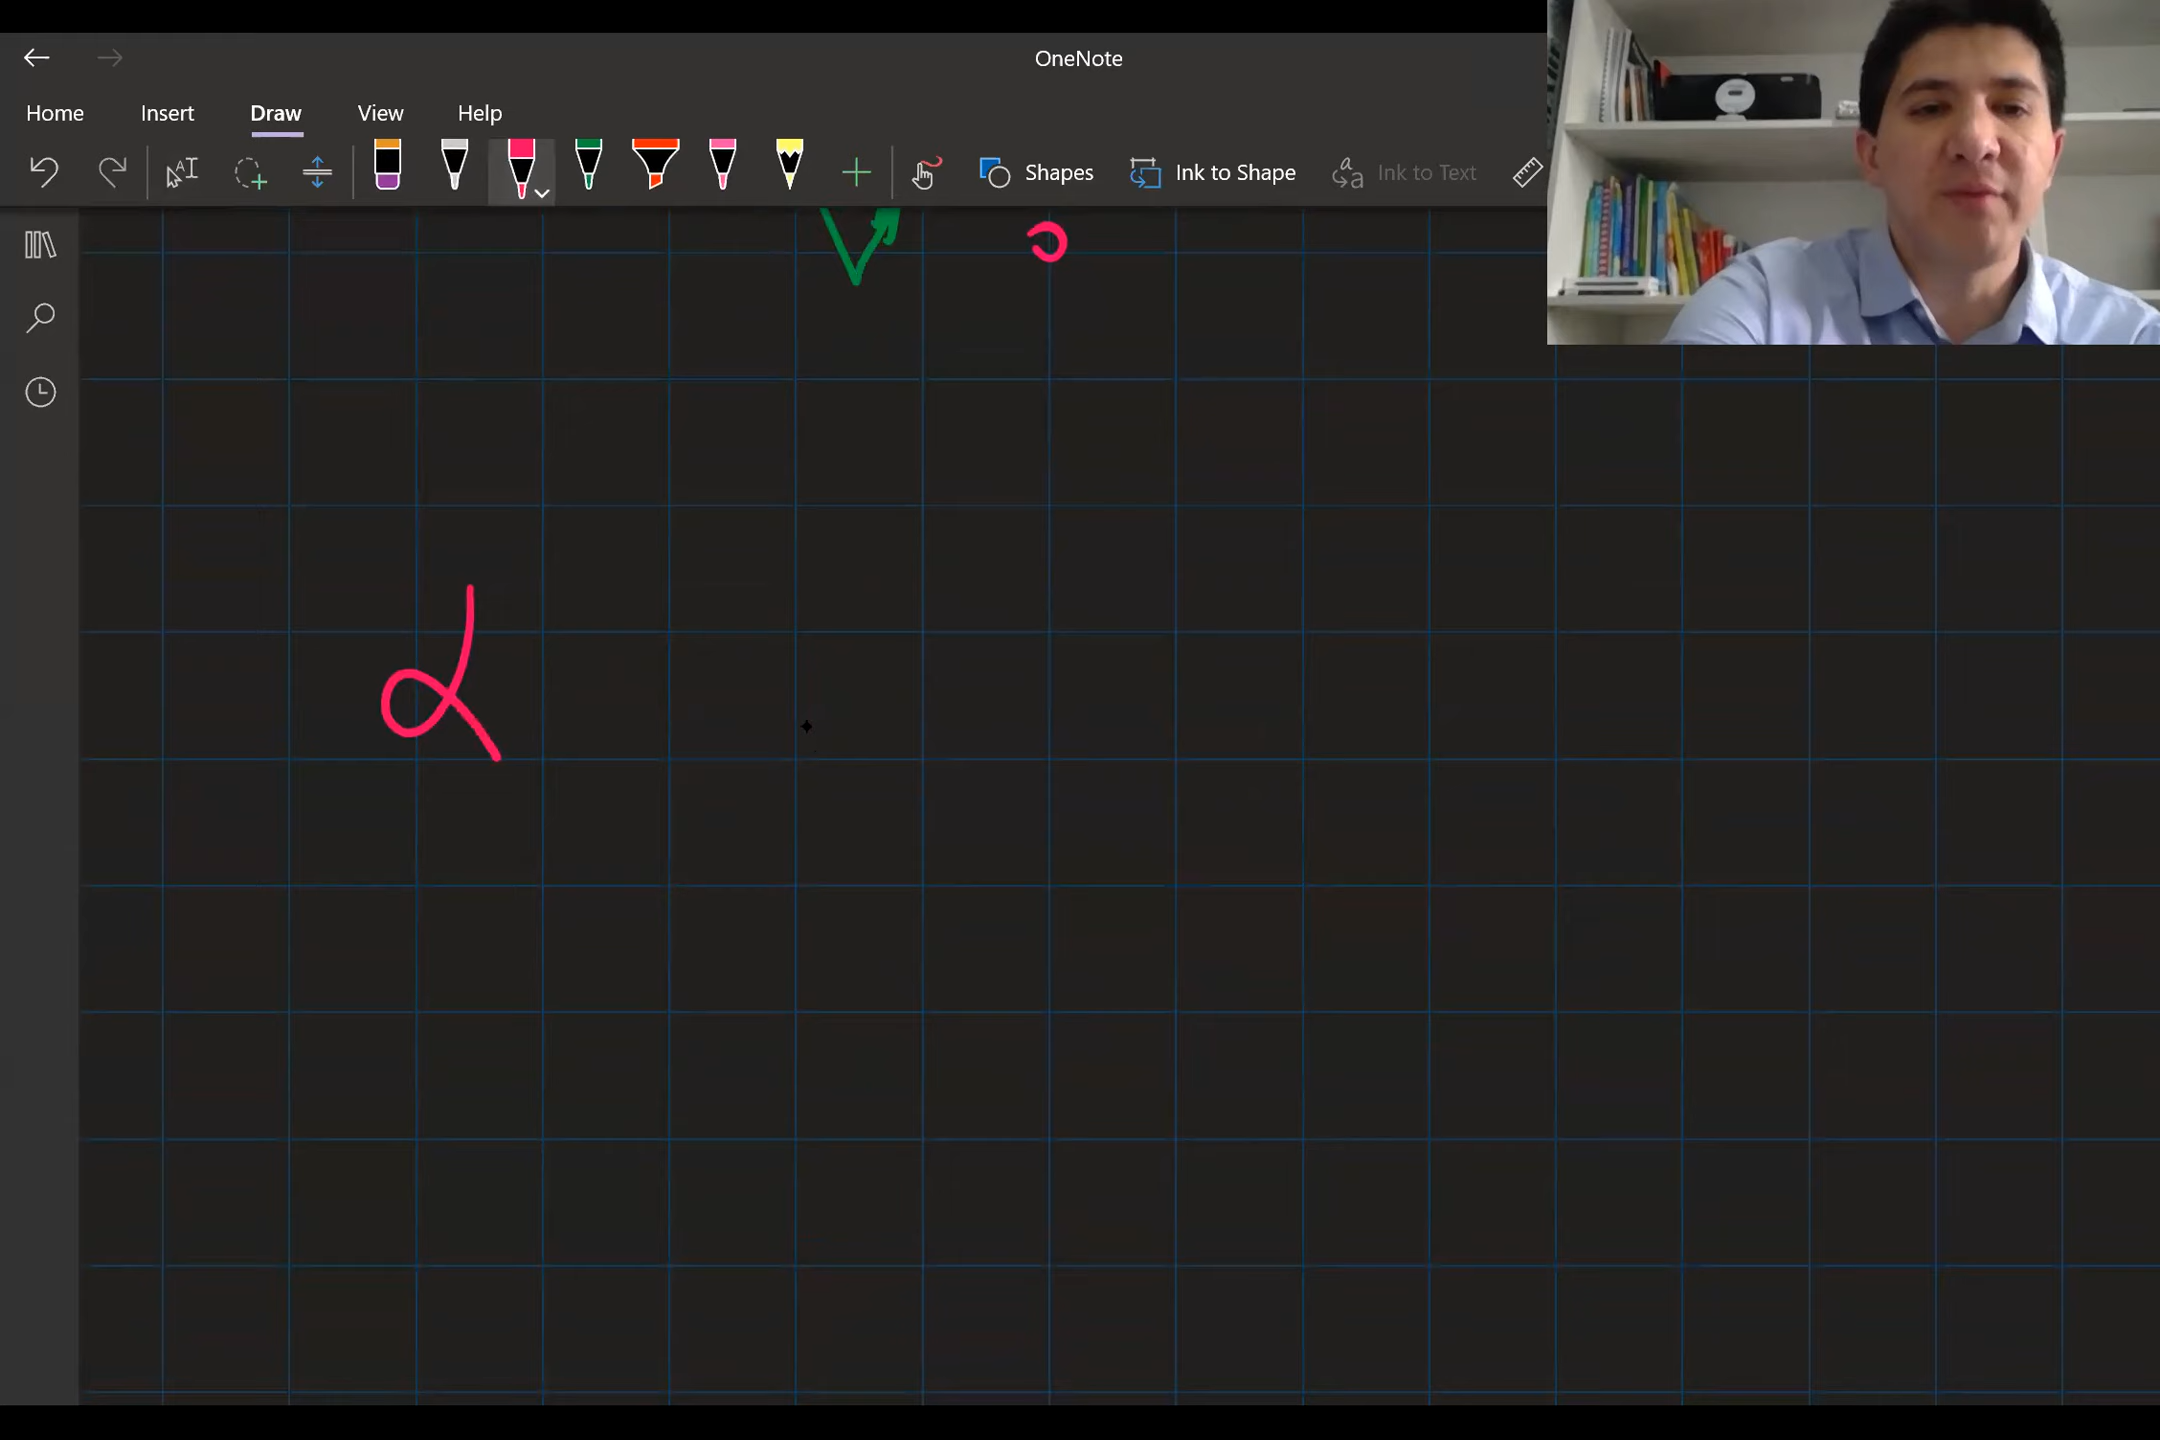 OneNote
Home Insert Draw View Help
Shapes Ink to Shape Ink to Text
α